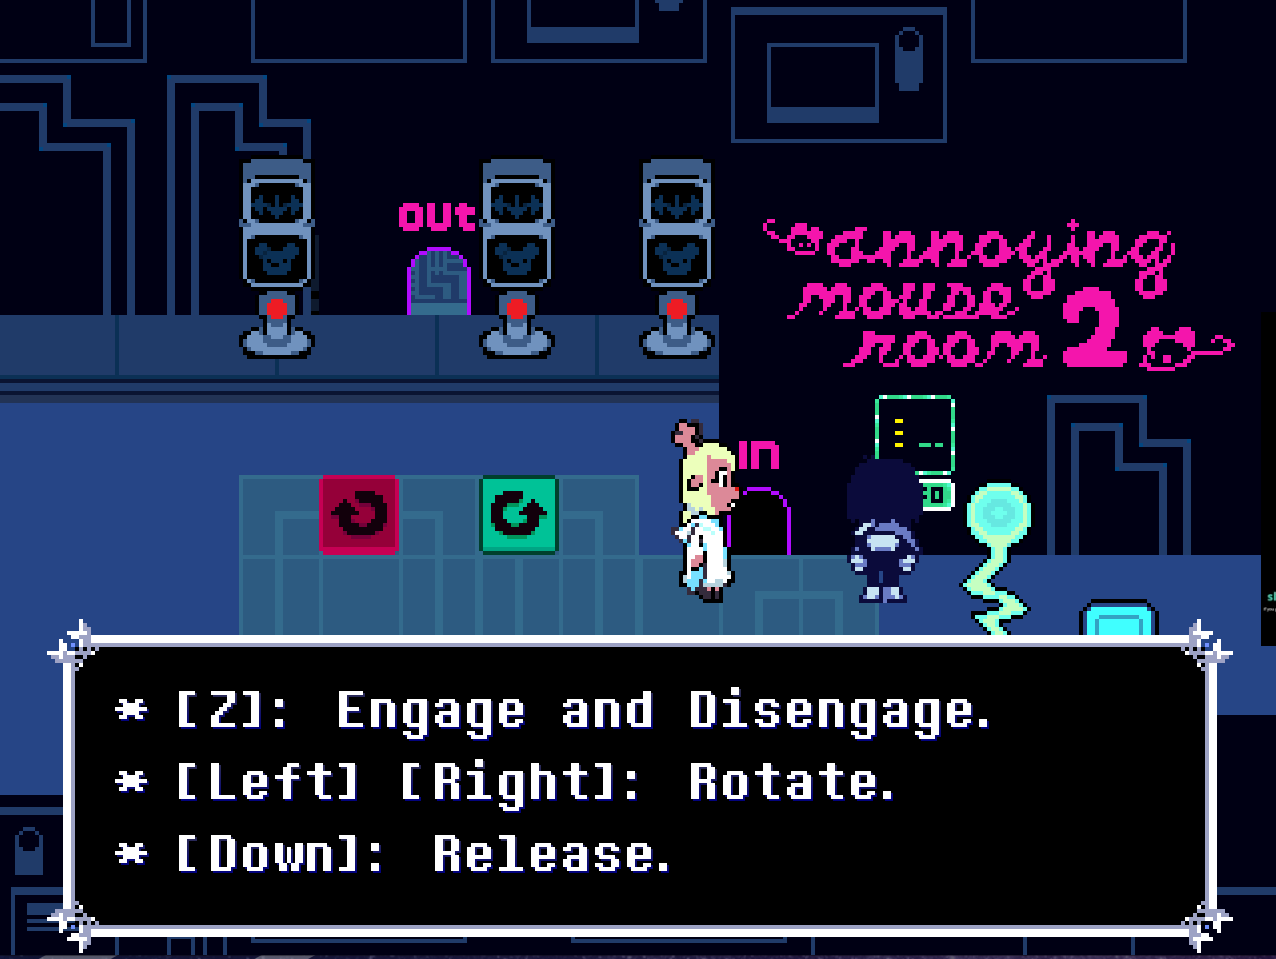 out
annoying
mouse
room 2
in
* [Z]: Engage and Disengage.
* [Left] [Right]: Rotate.
* [Down]: Release.